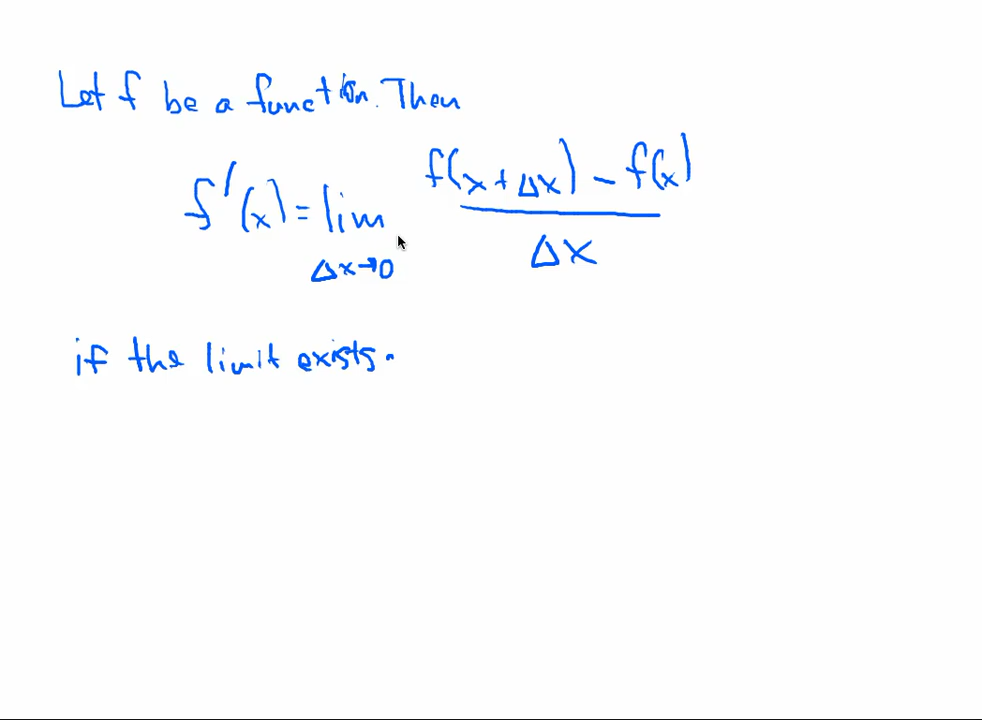 Let f be a function. Then
f'(x) = lim Δx→0 f(x+Δx) - f(x) / Δx
if the limit exists.